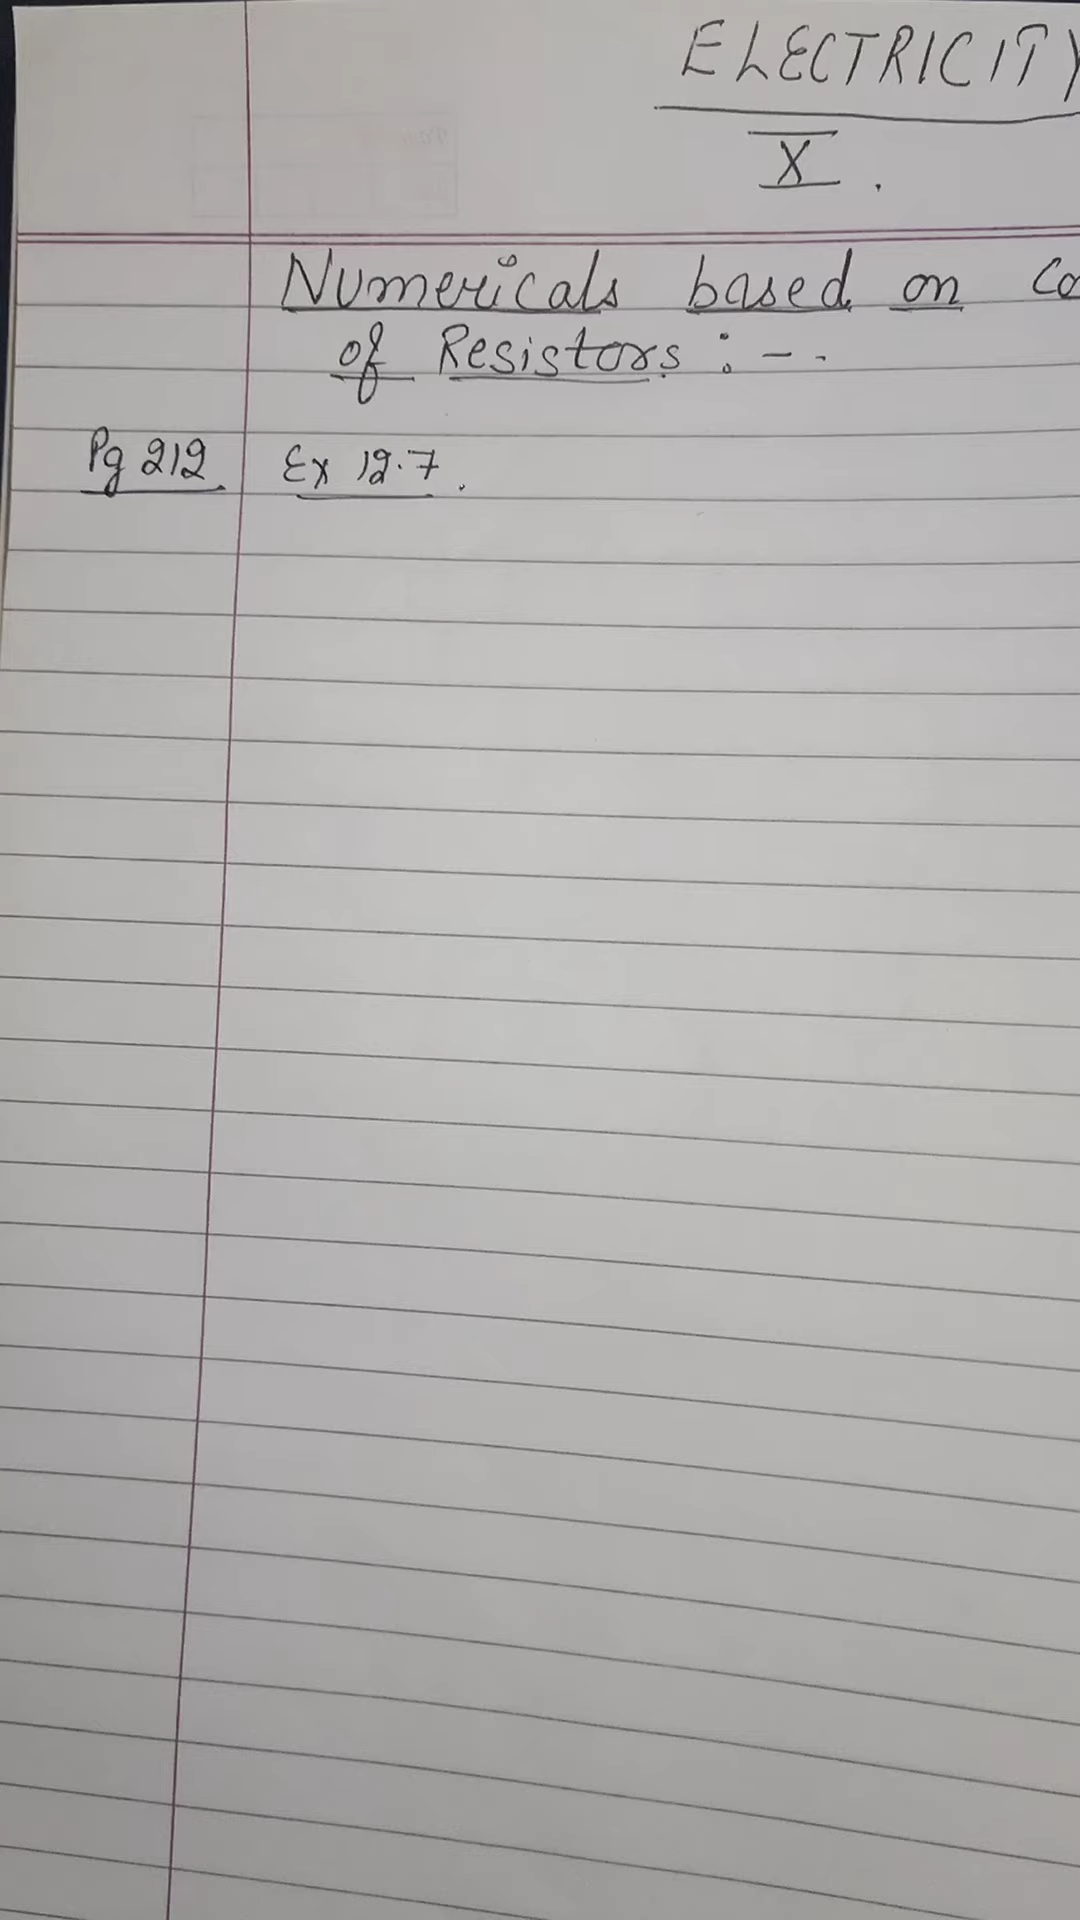 ELECTRICITY
X.
Numericals based on
of Resistors :-
Pg 212 Ex 12.7.